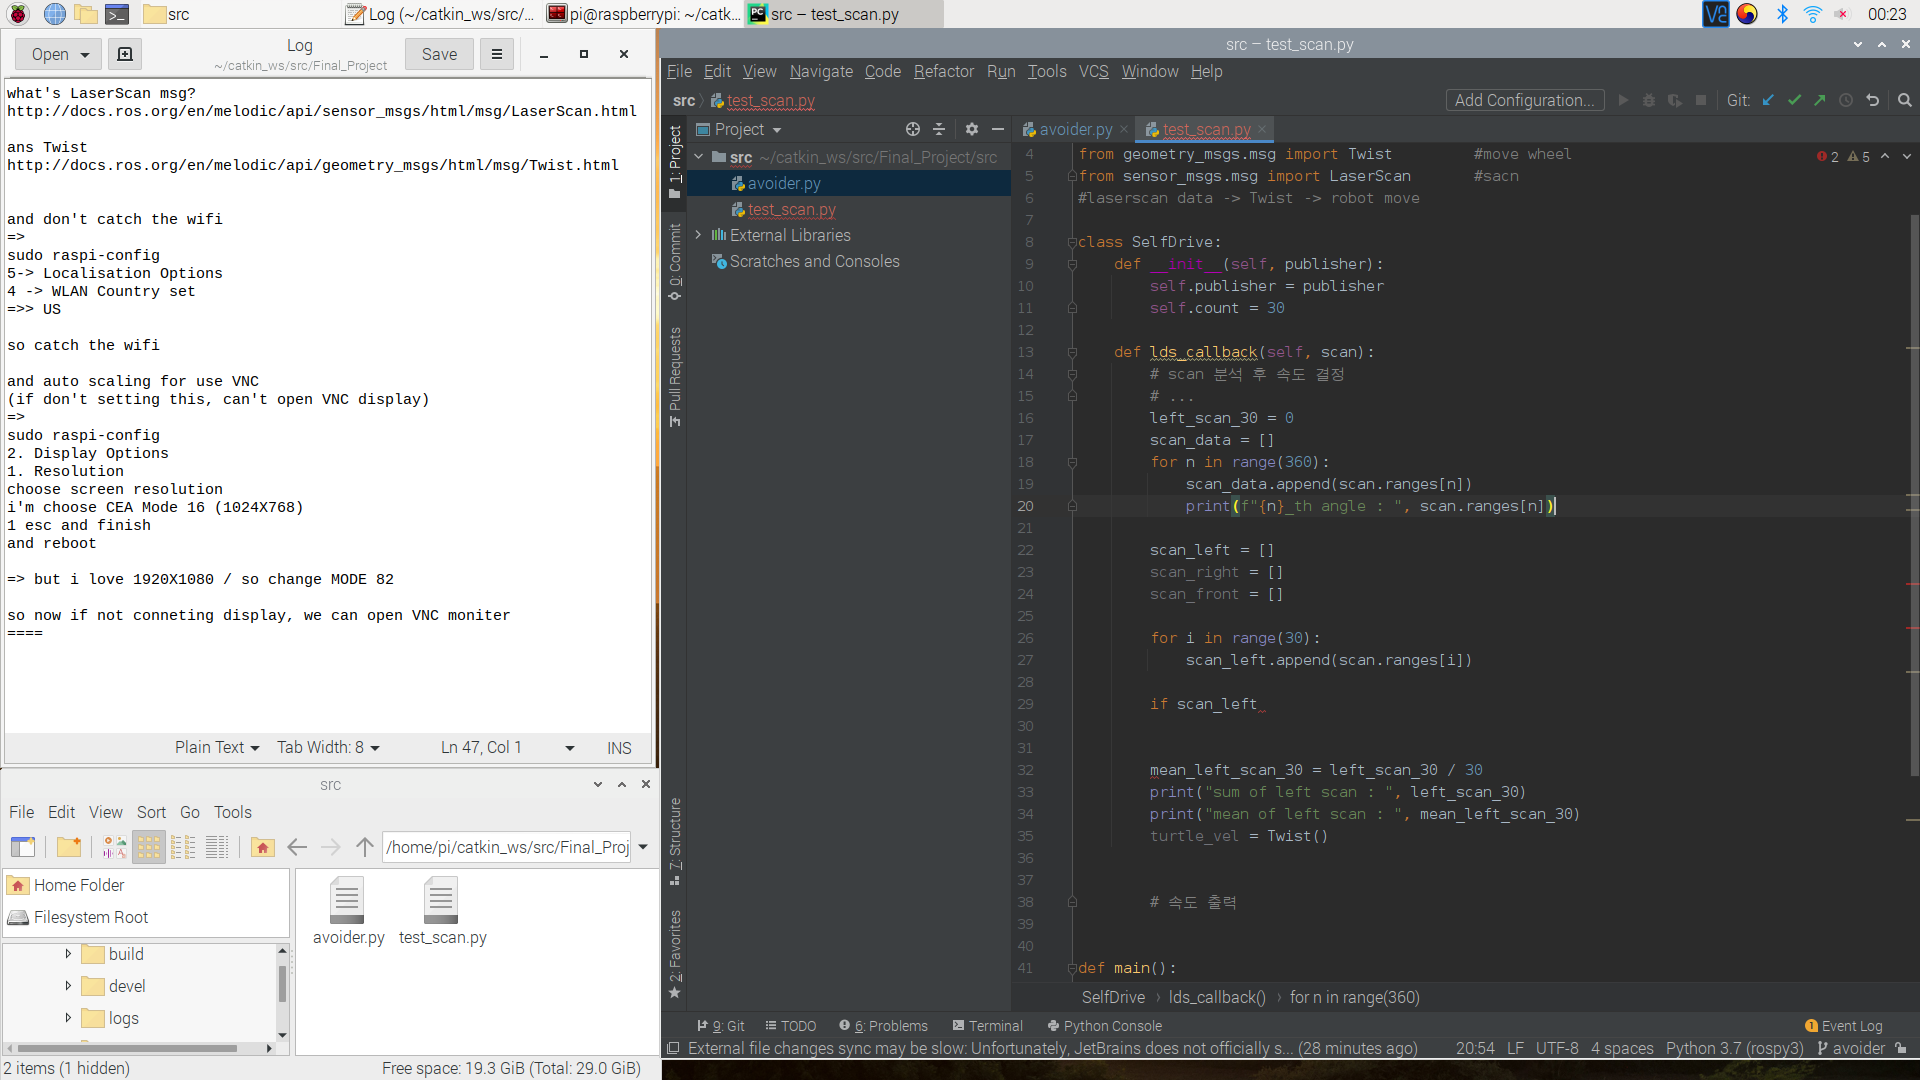 src
Log (~/catkin_ws/src/...
pi@raspberrypi: ~/catk...
src – test_scan.py
00:23
Open
Log
~/catkin_ws/src/Final_Project
Save
what's LaserScan msg?
http://docs.ros.org/en/melodic/api/sensor_msgs/html/msg/LaserScan.html
ans Twist
http://docs.ros.org/en/melodic/api/geometry_msgs/html/msg/Twist.html
and don't catch the wifi
=>
sudo raspi-config
5-> Localisation Options
4 -> WLAN Country set
=>> US
so catch the wifi
and auto scaling for use VNC
(if don't setting this, can't open VNC display)
=>
sudo raspi-config
2. Display Options
1. Resolution
choose screen resolution
i'm choose CEA Mode 16 (1024X768)
1 esc and finish
and reboot
=> but i love 1920X1080 / so change MODE 82
so now if not conneting display, we can open VNC moniter
====
Plain Text
Tab Width: 8
Ln 47, Col 1
INS
src
File Edit View Sort Go Tools
/home/pi/catkin_ws/src/Final_Proj
Home Folder
Filesystem Root
build
devel
logs
avoider.py
test_scan.py
2 items (1 hidden)
Free space: 19.3 GiB (Total: 29.0 GiB)
src – test_scan.py
File Edit View Navigate Code Refactor Run Tools VCS Window Help
src
test_scan.py
Add Configuration...
Git:
1: Project
0: Commit
Pull Requests
7: Structure
2: Favorites
Project
src ~/catkin_ws/src/Final_Project/src
avoider.py
test_scan.py
External Libraries
Scratches and Consoles
avoider.py
test_scan.py
2
5
4 from geometry_msgs.msg import Twist #move wheel
5 from sensor_msgs.msg import LaserScan #sacn
6 #laserscan data -> Twist -> robot move
7
8 class SelfDrive:
9 def __init__(self, publisher):
10 self.publisher = publisher
11 self.count = 30
12
13 def lds_callback(self, scan):
14 # scan 분석 후 속도 결정
15 # ...
16 left_scan_30 = 0
17 scan_data = []
18 for n in range(360):
19 scan_data.append(scan.ranges[n])
20 print(f"{n}_th angle : ", scan.ranges[n])
21
22 scan_left = []
23 scan_right = []
24 scan_front = []
25
26 for i in range(30):
27 scan_left.append(scan.ranges[i])
28
29 if scan_left
30
31
32 mean_left_scan_30 = left_scan_30 / 30
33 print("sum of left scan : ", left_scan_30)
34 print("mean of left scan : ", mean_left_scan_30)
35 turtle_vel = Twist()
36
37
38 # 속도 출력
39
40
41 def main():
SelfDrive › lds_callback() › for n in range(360)
9: Git
TODO
6: Problems
Terminal
Python Console
1 Event Log
External file changes sync may be slow: Unfortunately, JetBrains does not officially s... (28 minutes ago)
20:54 LF UTF-8 4 spaces Python 3.7 (rospy3) avoider